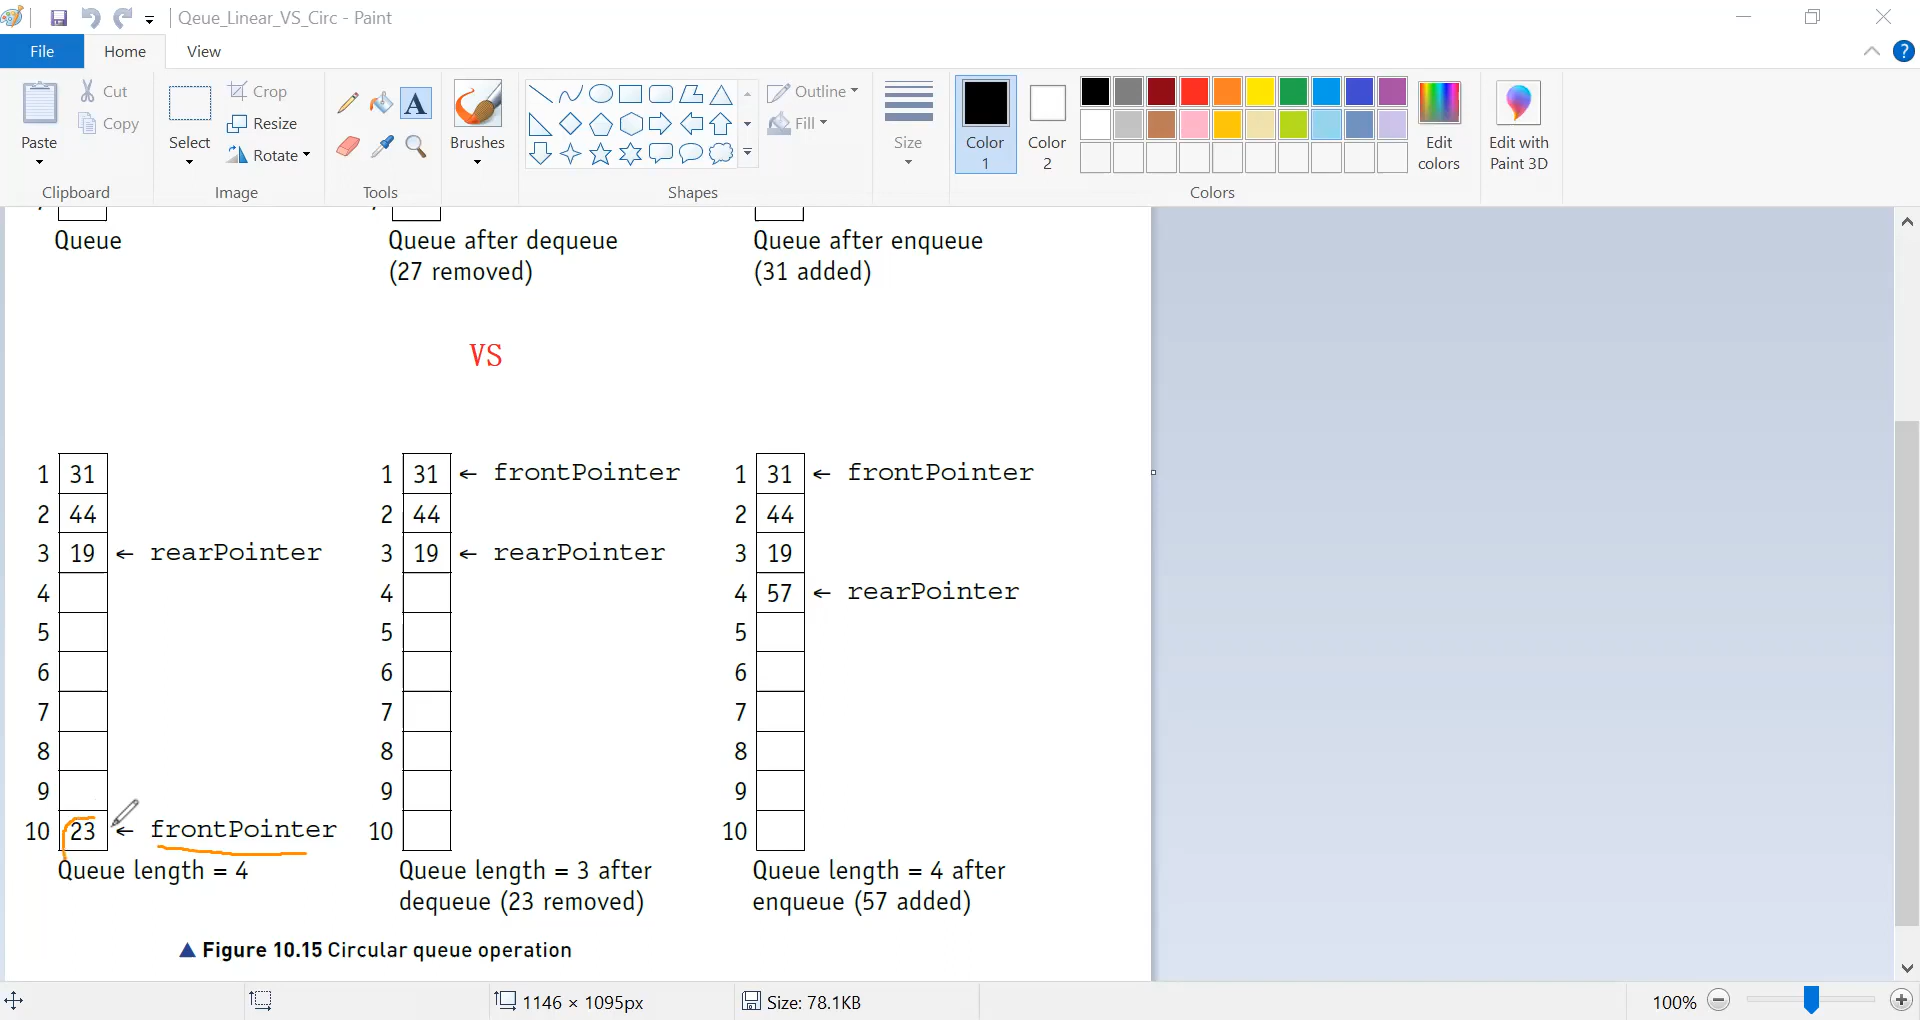 Qeue_Linear_VS_Circ - Paint
File Home View
Paste
Cut
Copy
Clipboard
Select
Crop
Resize
Rotate
Image
A
Tools
Brushes
Outline
Fill
Shapes
Size
Color 1
Color 2
Colors
Edit colors
Edit with Paint 3D
?
Queue
Queue after dequeue
(27 removed)
Queue after enqueue
(31 added)
VS
1 31
2 44
3 19 ← rearPointer
4
5
6
7
8
9
10 23 ← frontPointer
Queue length = 4
1 31 ← frontPointer
2 44
3 19 ← rearPointer
4
5
6
7
8
9
10
Queue length = 3 after
dequeue (23 removed)
1 31 ← frontPointer
2 44
3 19
4 57 ← rearPointer
5
6
7
8
9
10
Queue length = 4 after
enqueue (57 added)
▲ Figure 10.15 Circular queue operation
1146 × 1095px
Size: 78.1KB
100%